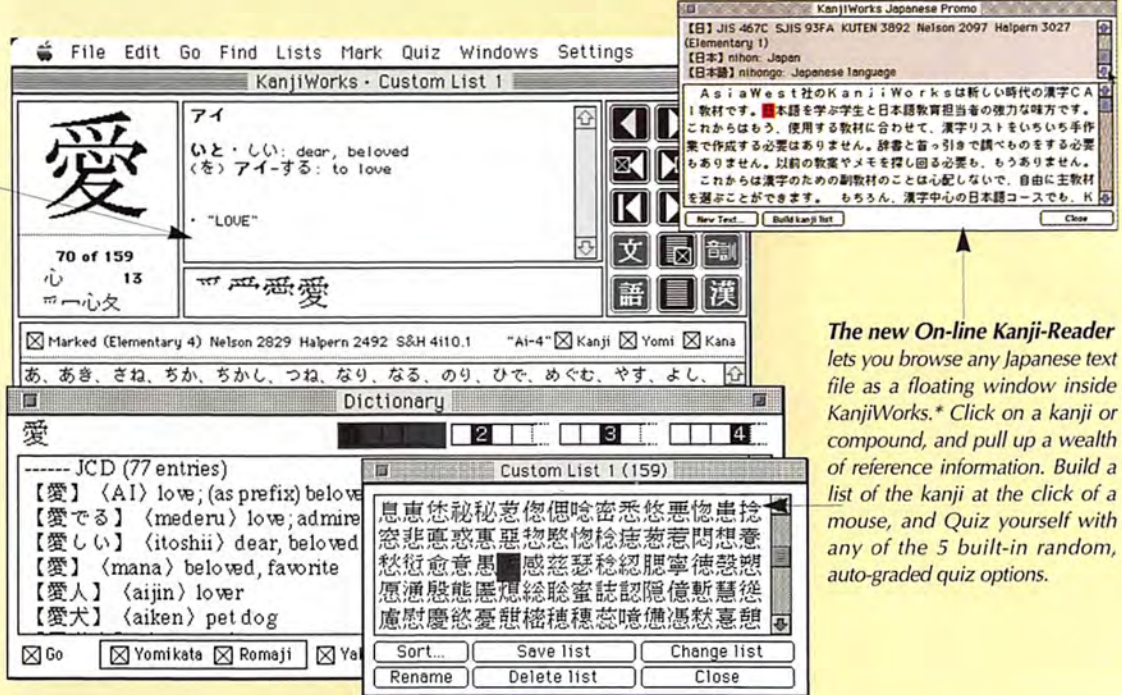 File Edit Go Find Lists Mark Quiz Windows Settings
KanjiWorks · Custom List 1
愛
70 of 159
心 13
爫冖心夂
アイ
いと・しい: dear, beloved
(を) アイ-する: to love
・ "LOVE"
文 音訓
語 漢
Marked (Elementary 4) Nelson 2829 Halpern 2492 S&H 4i10.1 "Ai-4" Kanji Yomi Kana
あ、あき、さね、ちか、ちかし、つね、なり、なる、のり、ひで、めぐむ、やす、よし、
Dictionary
愛 2 3 4
------ JCD (77 entries)
【愛】〈AI〉love; (as prefix) belove
【愛でる】〈mederu〉love; admire
【愛しい】〈itoshii〉dear, beloved
【愛】〈mana〉beloved, favorite
【愛人】〈aijin〉lover
【愛犬】〈aiken〉pet dog
Go Yomikata Romaji
Custom List 1 (159)
Sort... Save list Change list
Rename Delete list Close
KanjiWorks Japanese Promo
【日】JIS 467C SJIS 93FA KUTEN 3892 Nelson 2097 Halpern 3027
(Elementary 1)
【日本】nihon: Japan
【日本語】nihongo: Japanese language
AsiaWest社のKanjiWorksは新しい時代の漢字CA
I教材です。日本語を学ぶ学生と日本語教育担当者の強力な味方です。
これからはもう、使用する教材に合わせて、漢字リストをいちいち手作
業で作成する必要はありません。辞書と首っ引きで調べものをする必要
もありません。以前の教案やメモを探し回る必要も、もうありません。
これからは漢字のための副教材のことは心配しないで、自由に主教材
を選ぶことができます。 もちろん、漢字中心の日本語コースでも、K
New Text... Build kanji list Close
The new On-line Kanji-Reader
lets you browse any Japanese text
file as a floating window inside
KanjiWorks.* Click on a kanji or
compound, and pull up a wealth
of reference information. Build a
list of the kanji at the click of a
mouse, and Quiz yourself with
any of the 5 built-in random,
auto-graded quiz options.